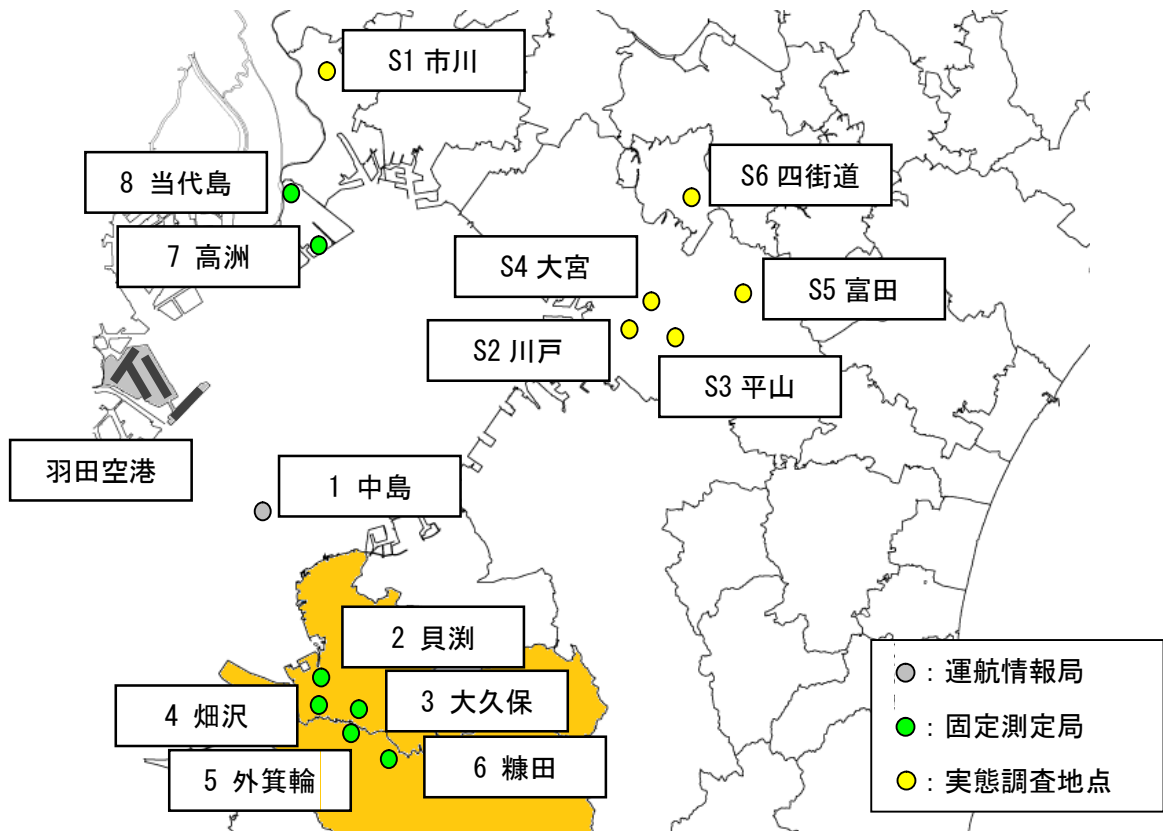 S1 市川
8 当代島
S6 四街道
7 高洲
S4 大宮
S5 富田
S2 川戸
S3 平山
羽田空港
1 中島
2 貝渕
3 大久保
4 畑沢
5 外箕輪
6 糠田
：運航情報局
：固定測定局
：実態調査地点